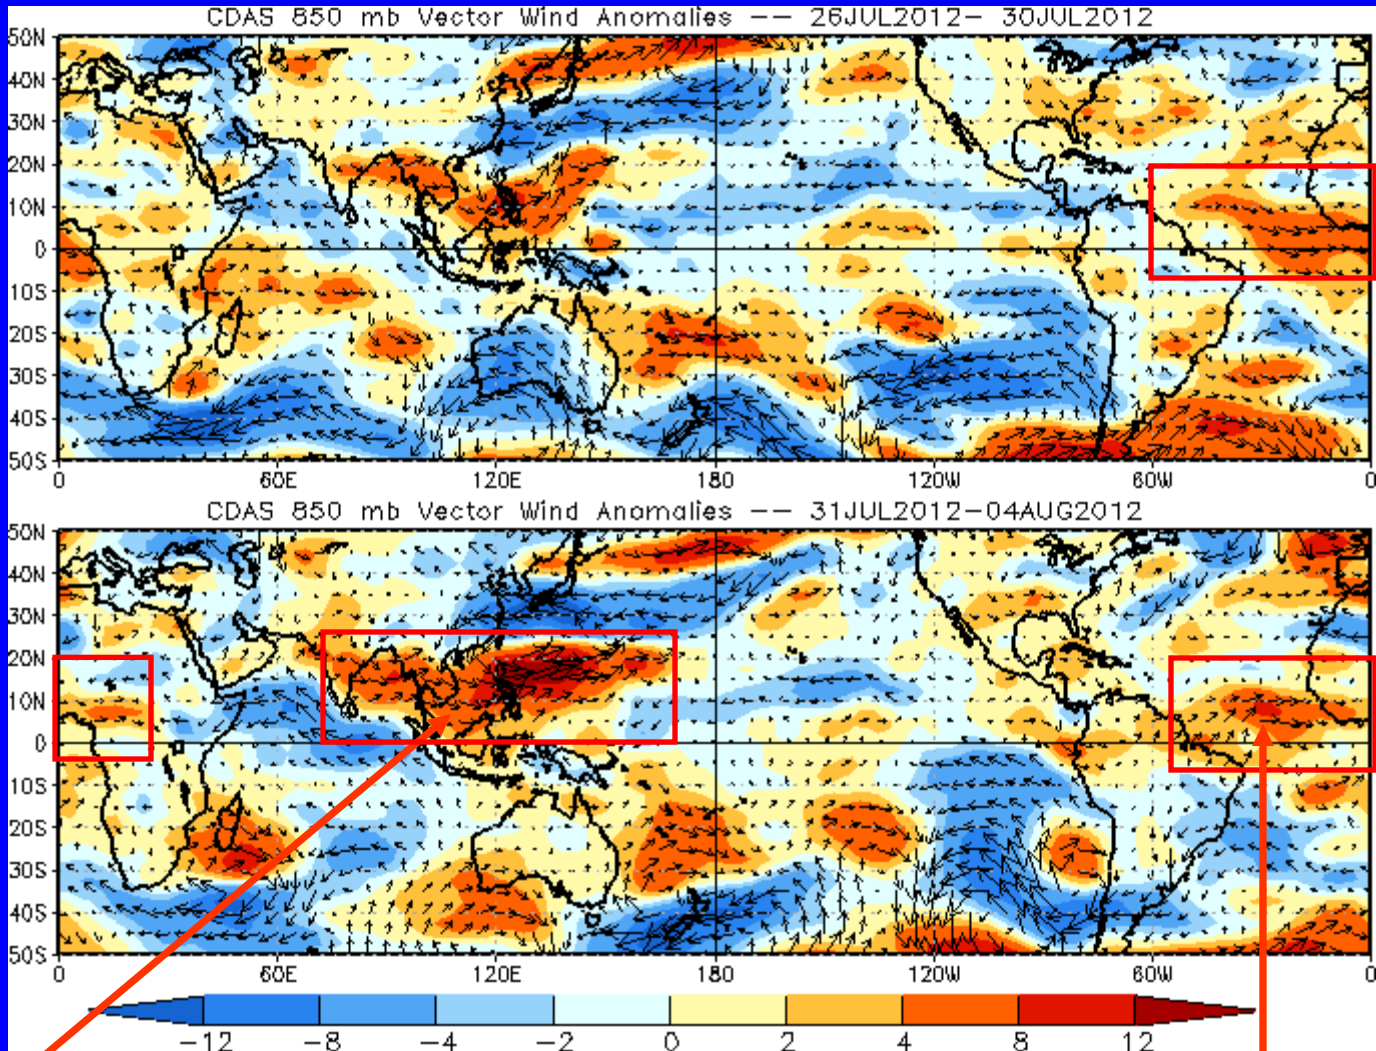 CDAS 850 mb Vector Wind Anomalies -- 26JUL2012- 30JUL2012
50N
40N
30N
20N
10N
0
10S
20S
30S
40S
50S
0 60E 120E 180 120W 60W 0
CDAS 850 mb Vector Wind Anomalies -- 31JUL2012-04AUG2012
50N
40N
30N
20N
10N
0
10S
20S
30S
40S
50S
0 60E 120E 180 120W 60W 0
-12 -8 -4 -2 0 2 4 8 12